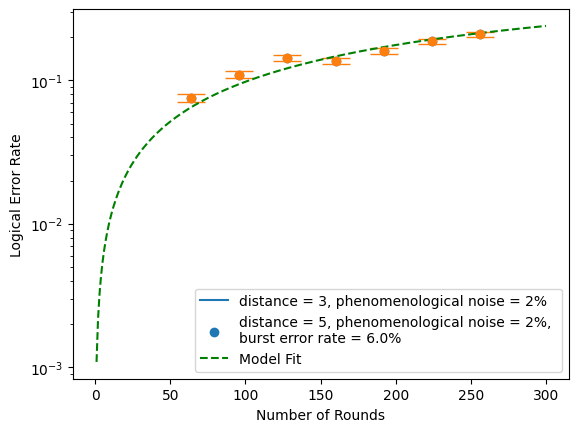 Logical Error Rate
10⁻¹
10⁻²
10⁻³
0
50
100
150
200
250
300
Number of Rounds
distance = 3, phenomenological noise = 2%
distance = 5, phenomenological noise = 2%,
burst error rate = 6.0%
Model Fit